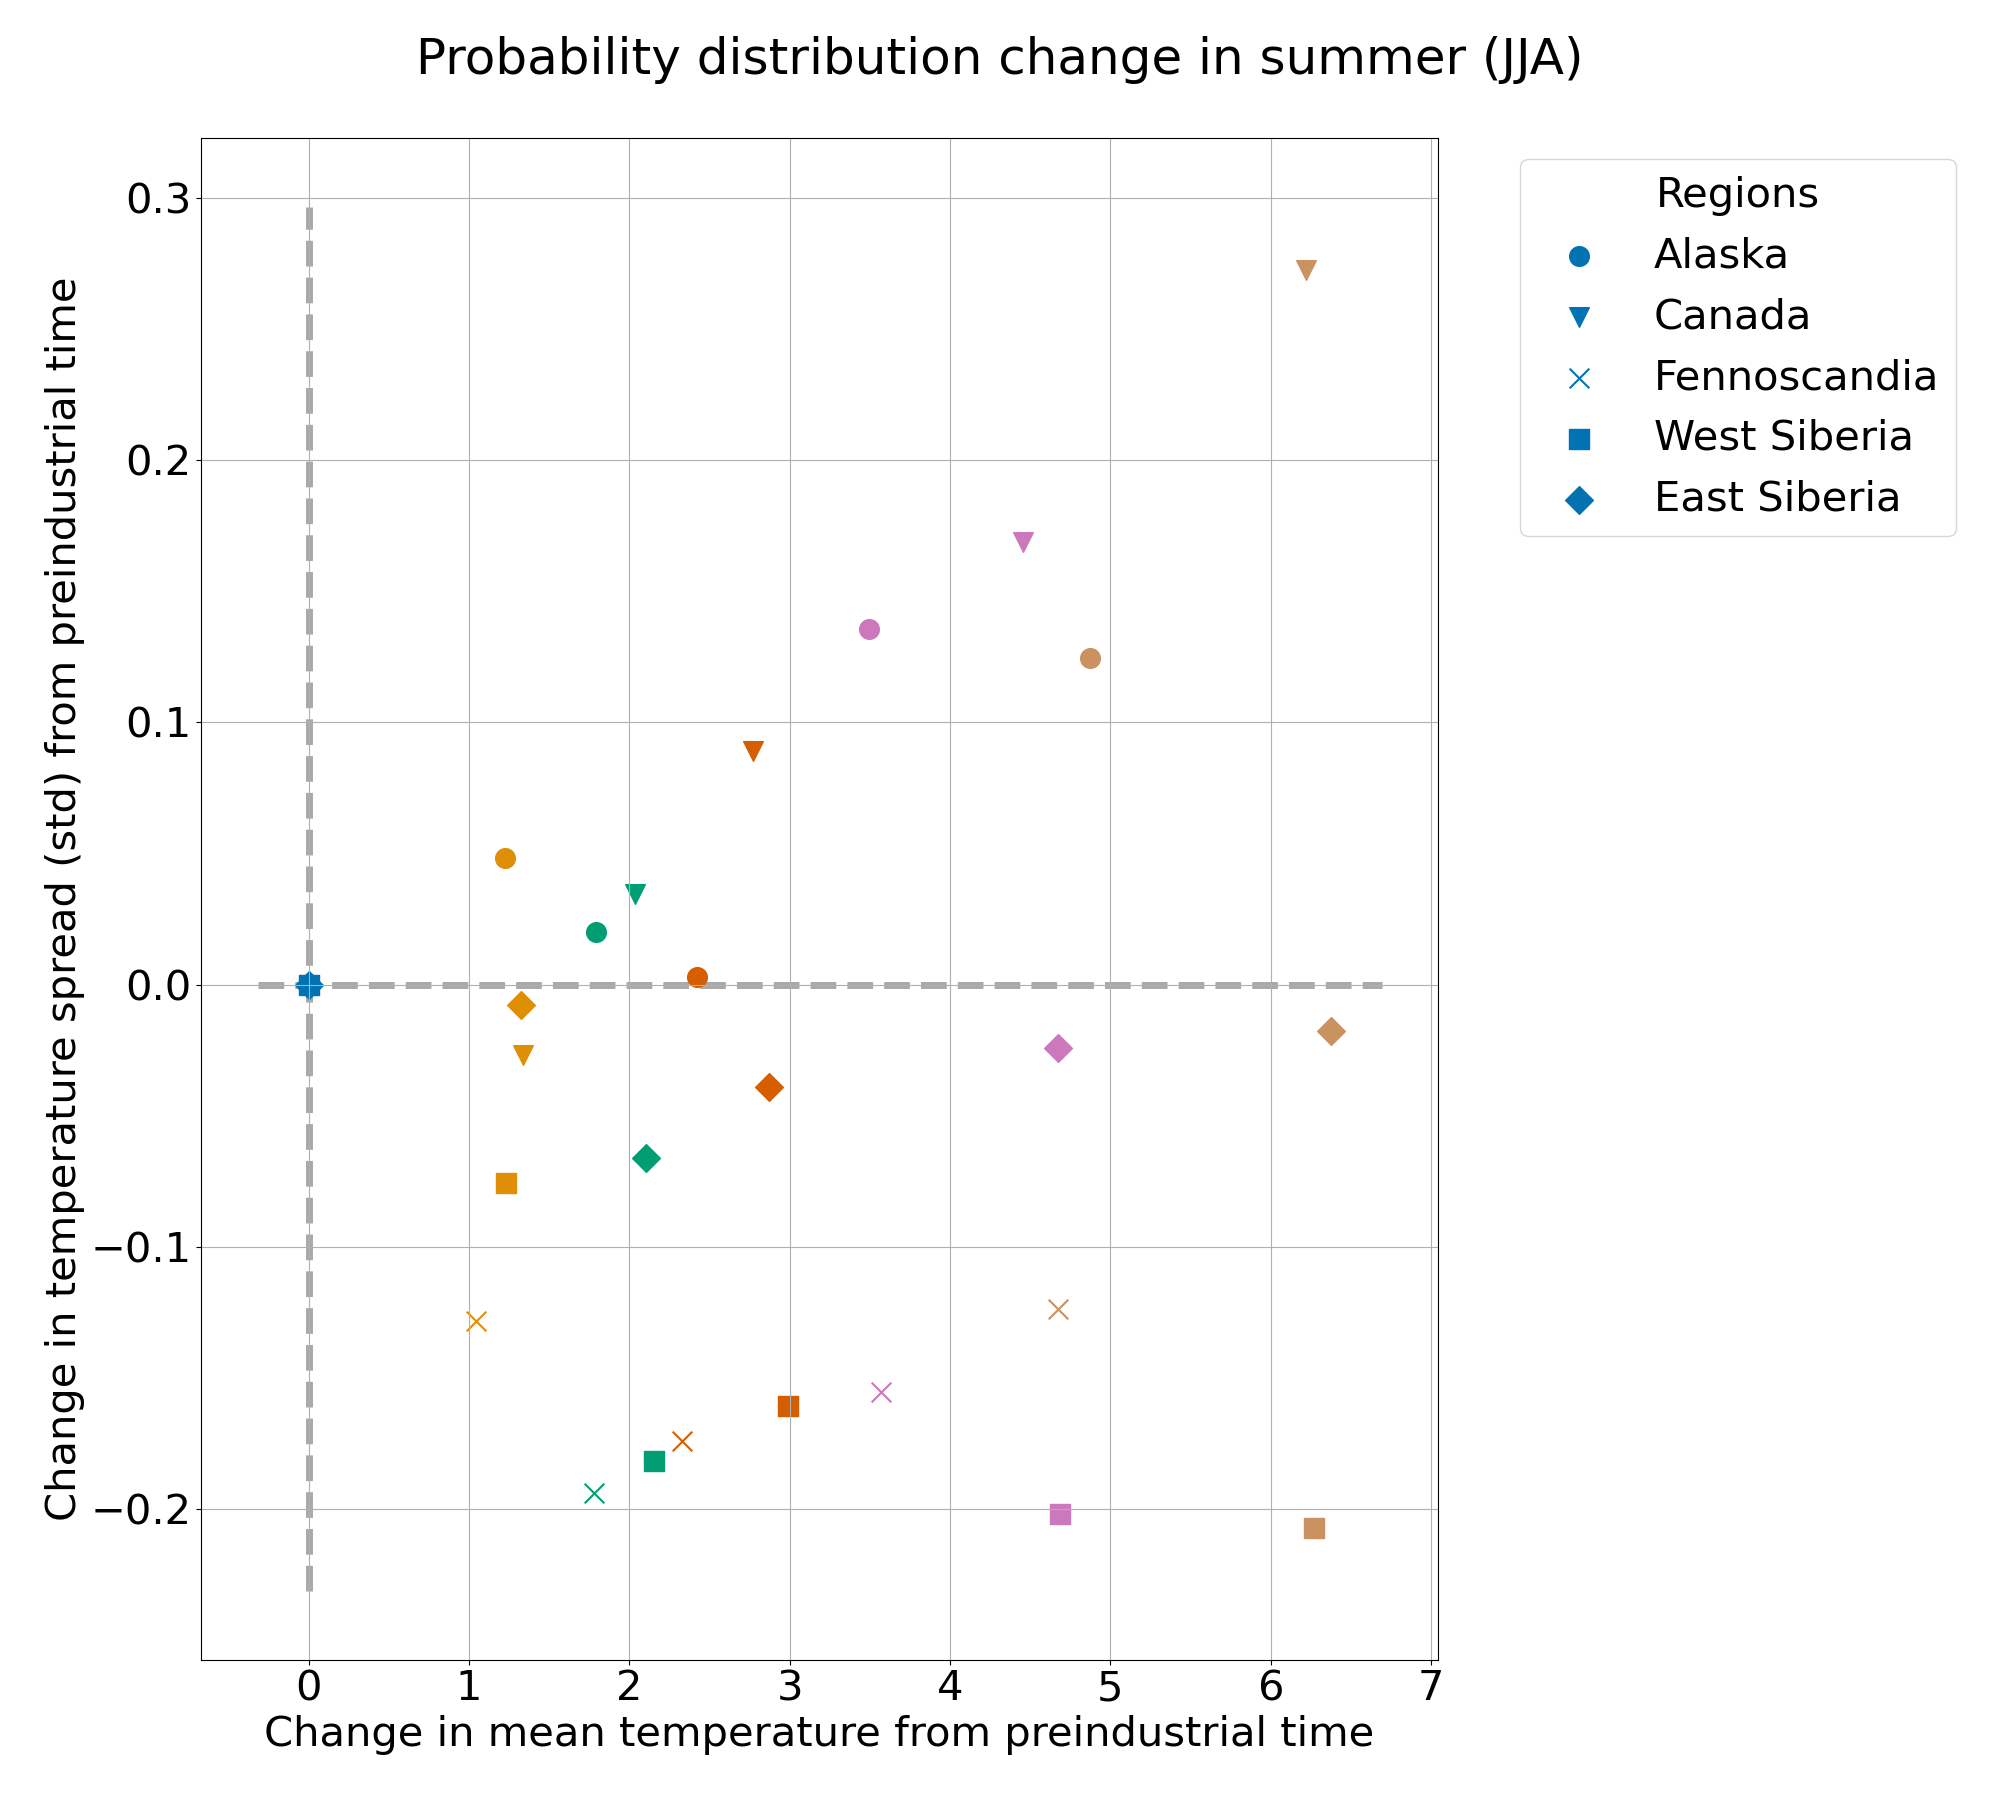 Probability distribution change in summer (JJA)
Regions
Alaska
Canada
Fennoscandia
West Siberia
East Siberia
Change in temperature spread (std) from preindustrial time
0.3
0.2
0.1
0.0
−0.1
−0.2
0 1 2 3 4 5 6 7
Change in mean temperature from preindustrial time